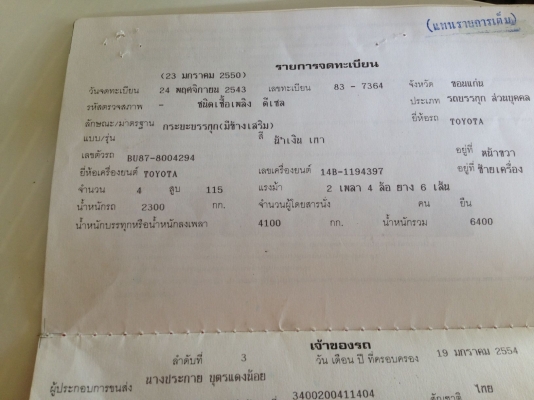 (แทนรายการเดิม)
รายการจดทะเบียน
(23 มกราคม 2550)
วันจดทะเบียน 24 พฤศจิกายน 2543 เลขทะเบียน 83 - 7364 จังหวัด ขอนแก่น
รหัสตรวจสภาพ - ชนิดเชื้อเพลิง ดีเซล ประเภท รถบรรทุก ส่วนบุคคล
ลักษณะ/มาตรฐาน กระบะบรรทุก(มีข้างเสริม) ยี่ห้อรถ TOYOTA
แบบ/รุ่น สี น้ำเงิน เทา
เลขตัวรถ BU87-8004294 อยู่ที่ หน้าขวา
ยี่ห้อเครื่องยนต์ TOYOTA เลขเครื่องยนต์ 14B-1194397 อยู่ที่ ซ้ายเครื่อง
จำนวน 4 สูบ 115 แรงม้า 2 เพลา 4 ล้อ ยาง 6 เส้น
น้ำหนักรถ 2300 กก. จำนวนผู้โดยสารนั่ง คน ยืน
น้ำหนักบรรทุกหรือน้ำหนักลงเพลา 4100 กก. น้ำหนักรวม 6400
เจ้าของรถ
ลำดับที่ 3 วัน เดือน ปี ที่ครอบครอง 19 มกราคม 2554
ผู้ประกอบการขนส่ง นางประกาย บุตรแดงน้อย
3400200411404 สัญชาติ ไทย